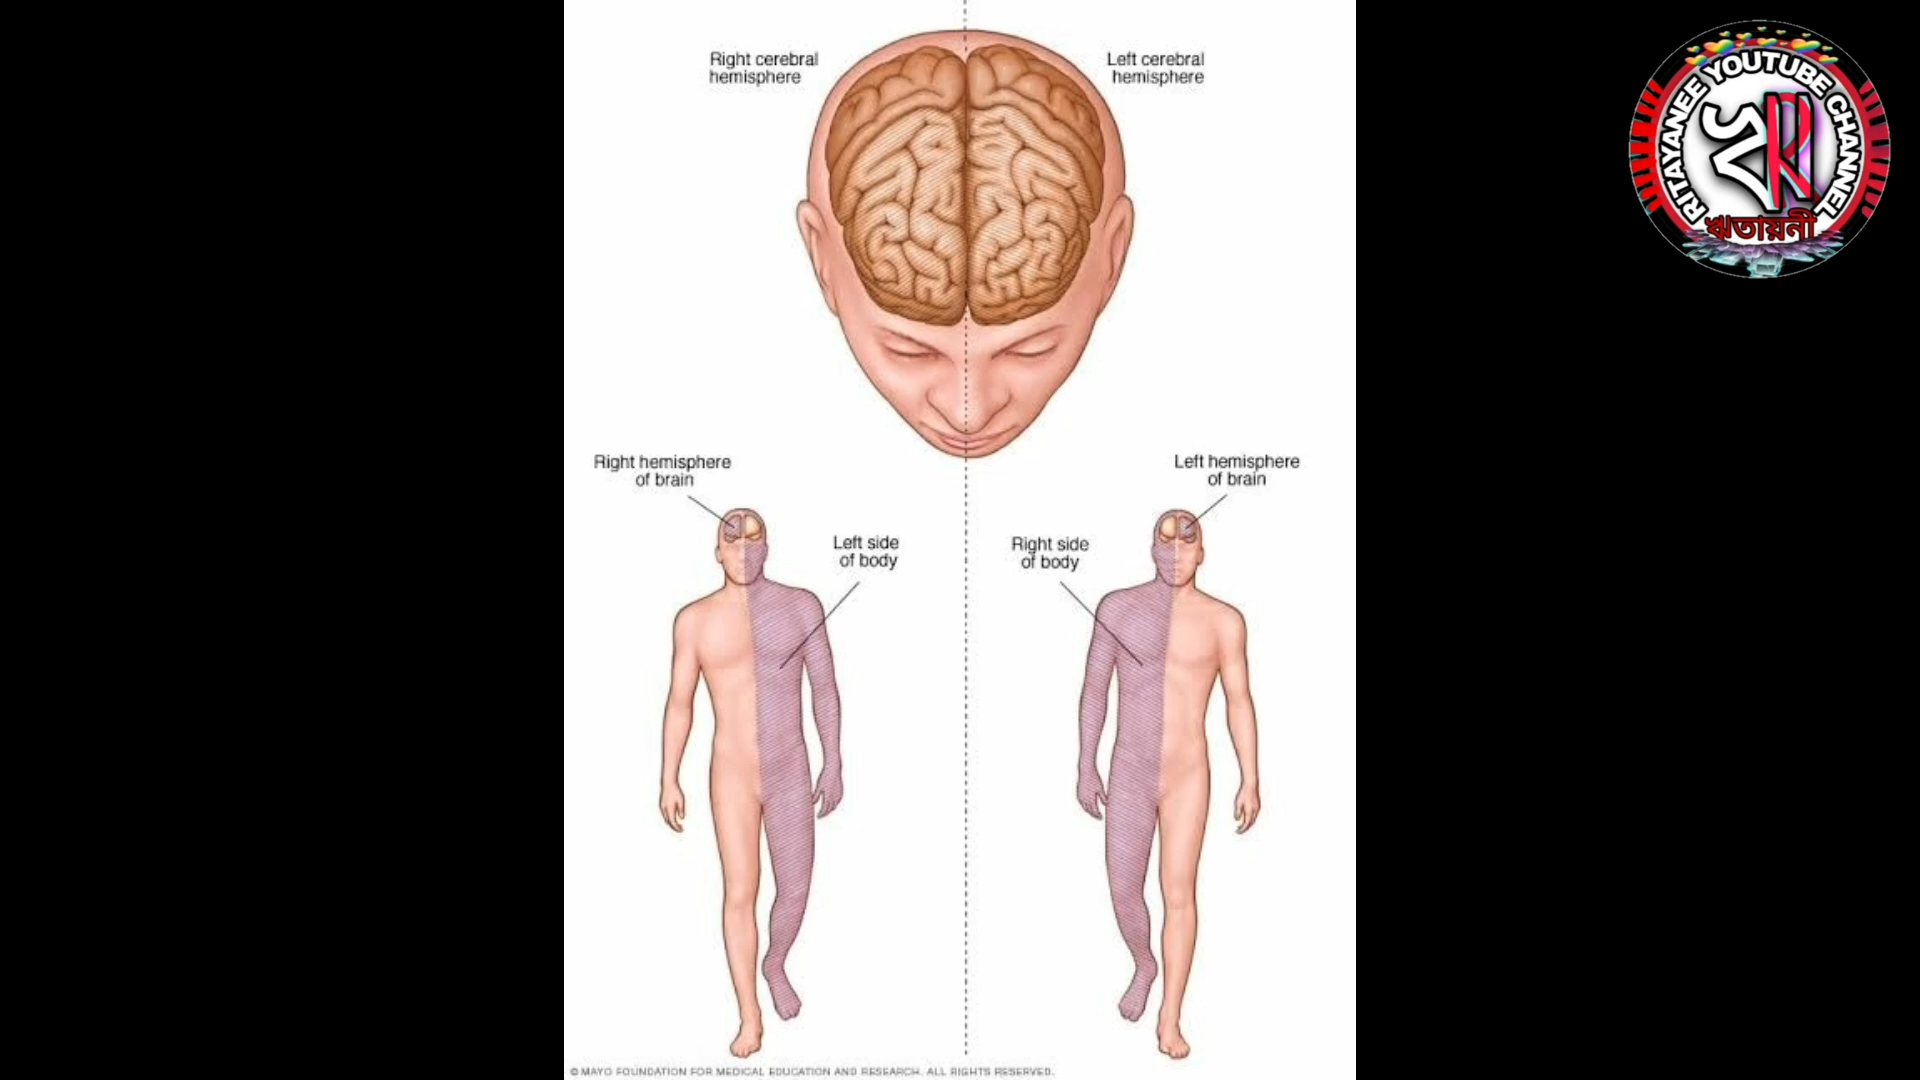 Right cerebral
hemisphere
Left cerebral
hemisphere
RITAYANEE YOUTUBE CHANNEL
ঋতায়নী
Right hemisphere
of brain
Left hemisphere
of brain
Left side
of body
Right side
of body
© MAYO FOUNDATION FOR MEDICAL EDUCATION AND RESEARCH. ALL RIGHTS RESERVED.